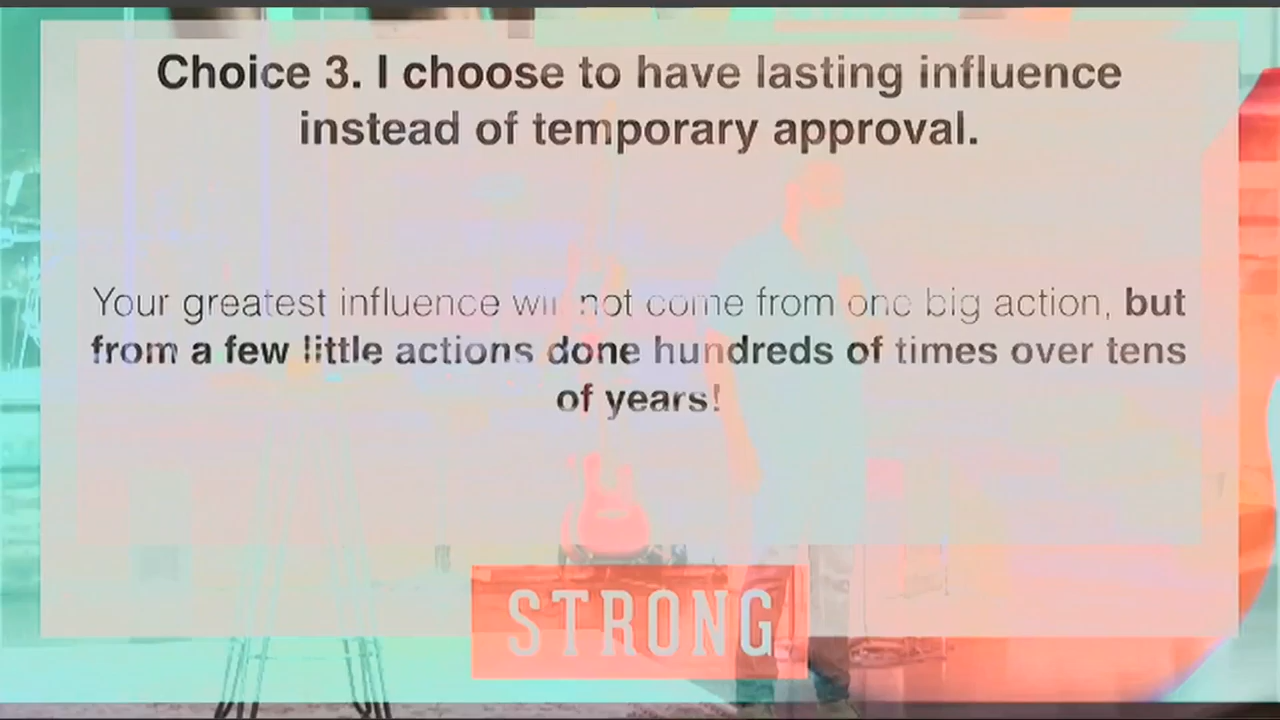 Choice 3. I choose to have lasting influence
instead of temporary approval.
Your greatest influence will not come from one big action, but
from a few little actions done hundreds of times over tens
of years!
STRONG